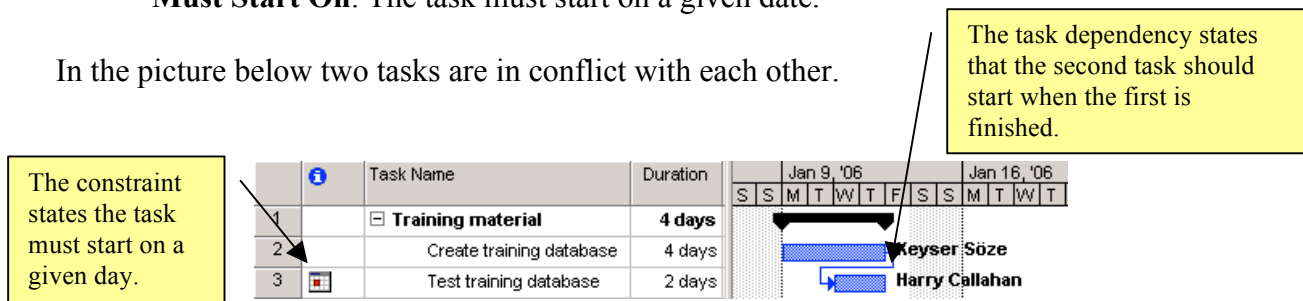 Must Start On. The task must start on a given date.
In the picture below two tasks are in conflict with each other.
The task dependency states
that the second task should
start when the first is
finished.
The constraint
states the task
must start on a
given day.
Task Name Duration Jan 9, '06 Jan 16, '06
S S M T W T F S S M T W T
1 Training material 4 days
2 Create training database 4 days Keyser Söze
3 Test training database 2 days Harry Callahan